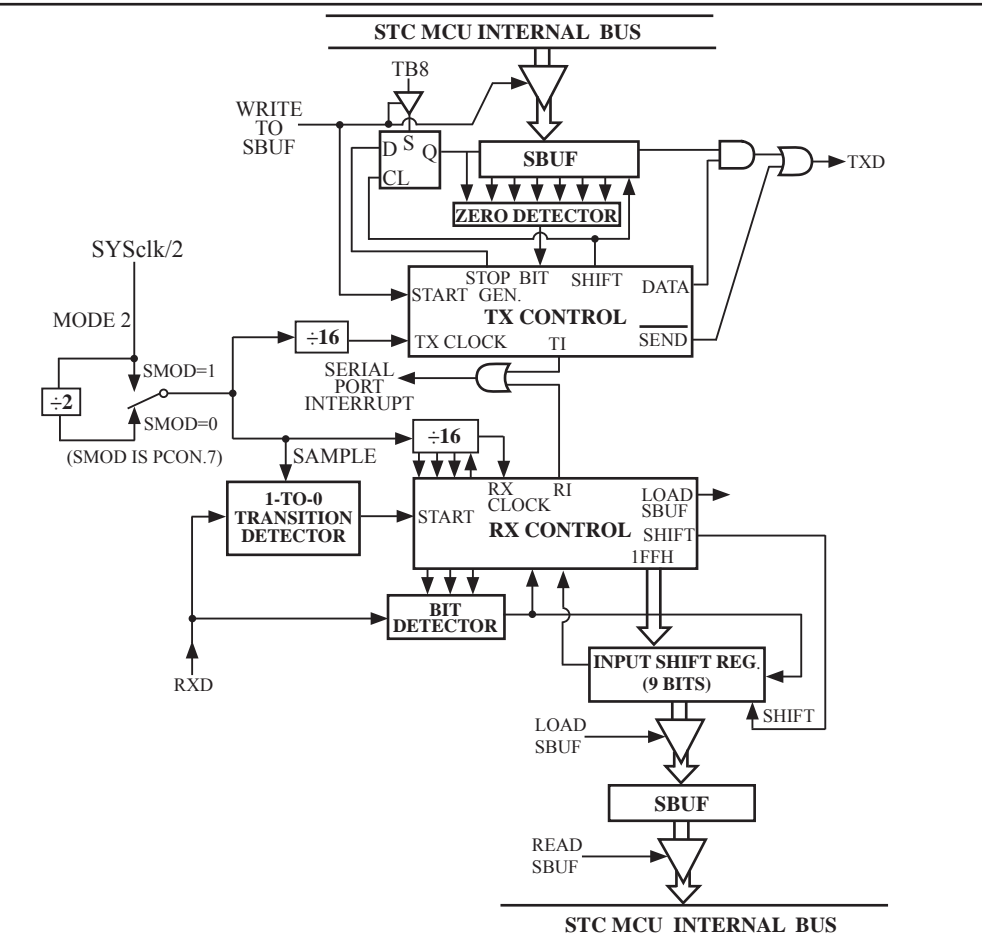 STC MCU INTERNAL BUS
TB8
WRITE
TO
SBUF
D S Q
CL
SBUF
TXD
ZERO DETECTOR
SYSclk/2
STOP BIT SHIFT
START GEN. DATA
TX CONTROL
MODE 2
÷16
TX CLOCK TI SEND
SMOD=1
SERIAL
PORT
INTERRUPT
÷2
SMOD=0
÷16
(SMOD IS PCON.7)
SAMPLE
1-TO-0
TRANSITION
DETECTOR
RX RI LOAD
CLOCK SBUF
START RX CONTROL SHIFT
1FFH
BIT
DETECTOR
INPUT SHIFT REG.
(9 BITS)
RXD
SHIFT
LOAD
SBUF
SBUF
READ
SBUF
STC MCU INTERNAL BUS